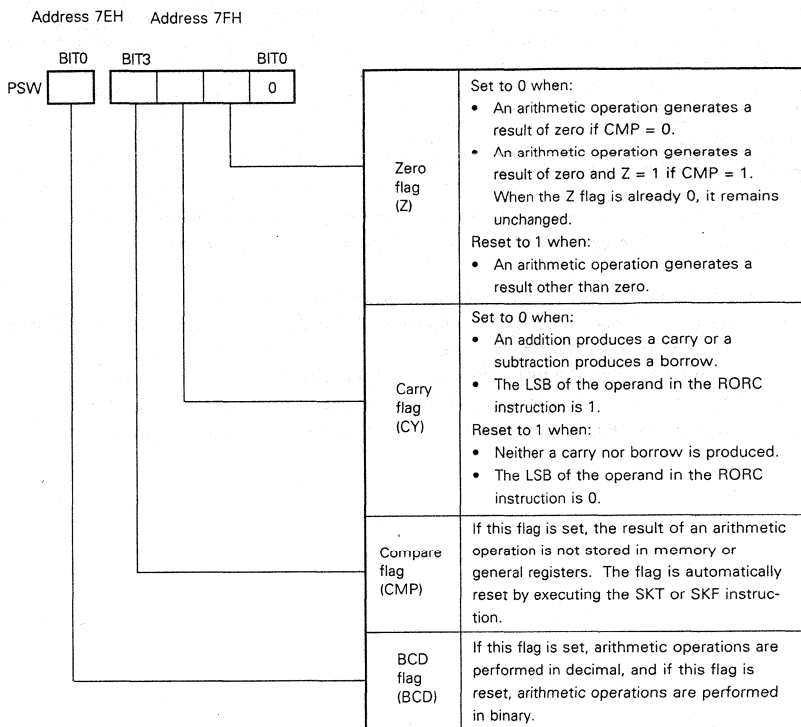 Address 7EH Address 7FH
BIT0 BIT3 BIT0
PSW 0
Zero
flag
(Z)
Set to 0 when:
• An arithmetic operation generates a
result of zero if CMP = 0.
• An arithmetic operation generates a
result of zero and Z = 1 if CMP = 1.
When the Z flag is already 0, it remains
unchanged.
Reset to 1 when:
• An arithmetic operation generates a
result other than zero.
Carry
flag
(CY)
Set to 0 when:
• An addition produces a carry or a
subtraction produces a borrow.
• The LSB of the operand in the RORC
instruction is 1.
Reset to 1 when:
• Neither a carry nor borrow is produced.
• The LSB of the operand in the RORC
instruction is 0.
Compare
flag
(CMP)
If this flag is set, the result of an arithmetic
operation is not stored in memory or
general registers. The flag is automatically
reset by executing the SKT or SKF instruc-
tion.
BCD
flag
(BCD)
If this flag is set, arithmetic operations are
performed in decimal, and if this flag is
reset, arithmetic operations are performed
in binary.